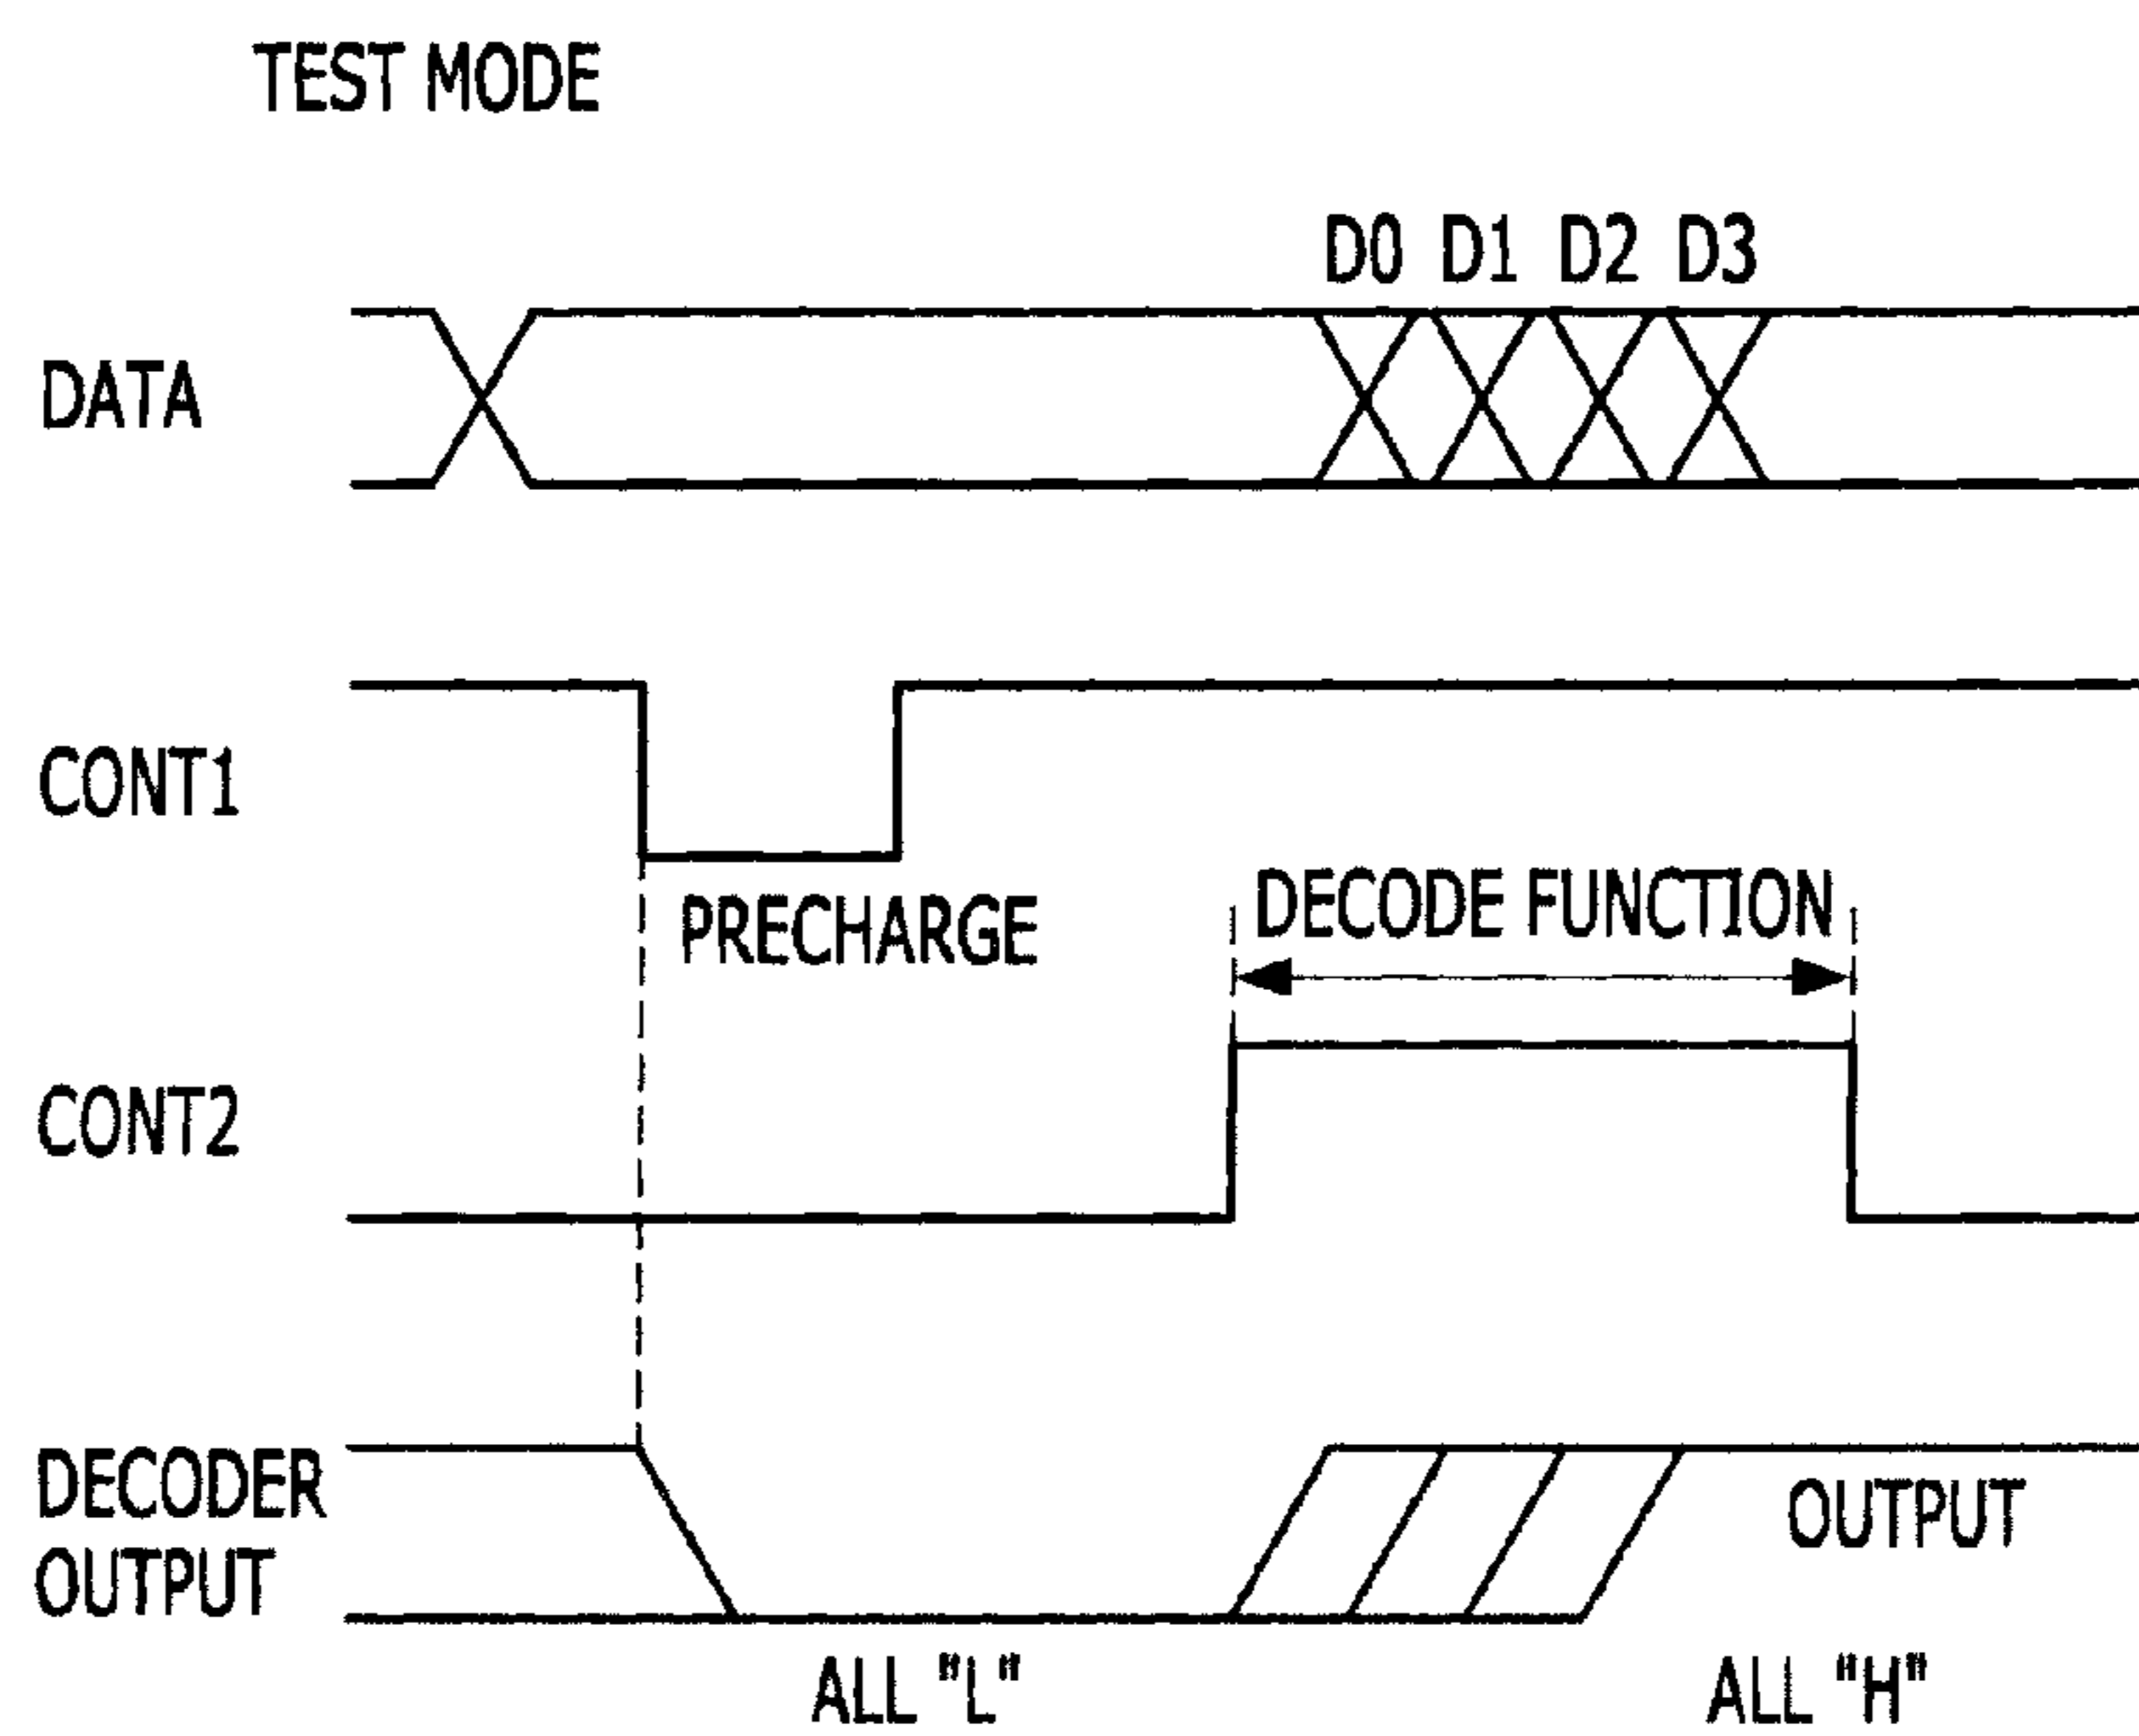 TEST MODE
D0 D1 D2 D3
DATA
CONT1
PRECHARGE
DECODE FUNCTION
CONT2
DECODER
OUTPUT
OUTPUT
ALL "L"
ALL "H"